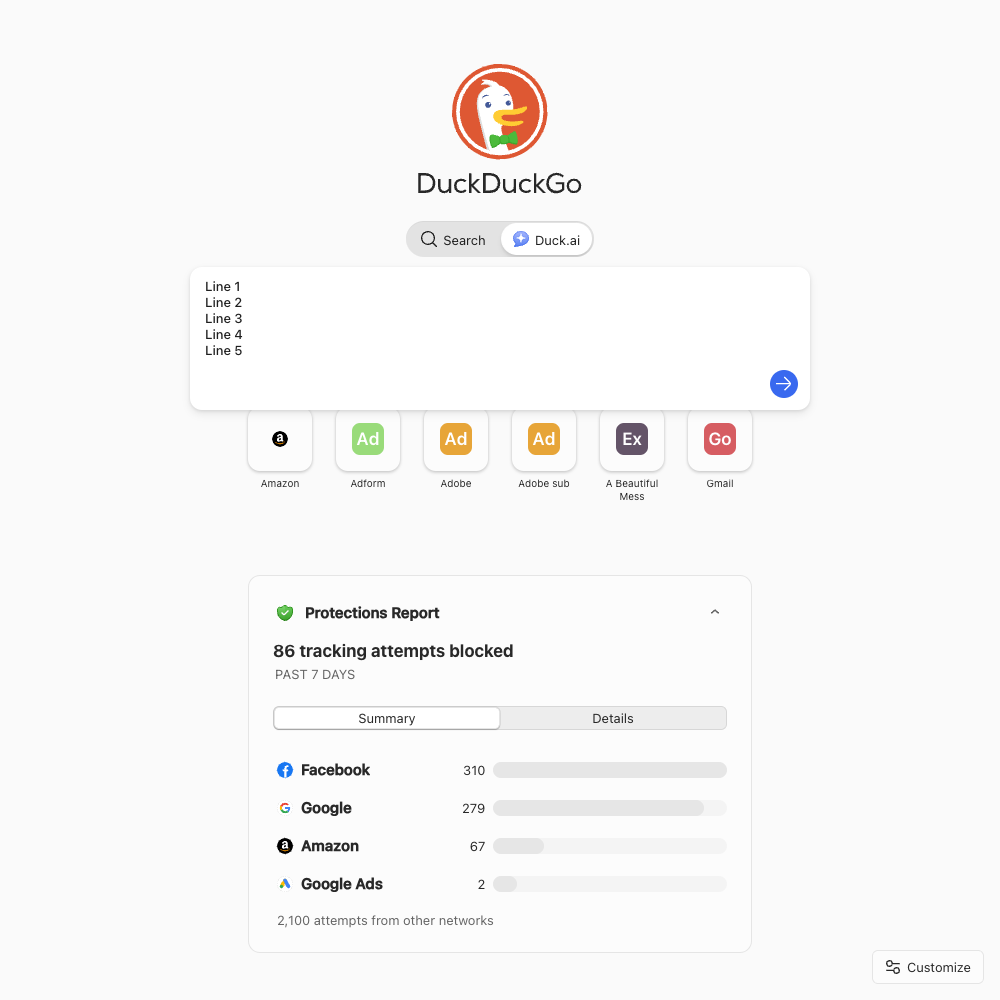 DuckDuckGo
Search
Duck.ai
Line 1
Line 2
Line 3
Line 4
Line 5
a
Ad
Ad
Ad
Ex
Go
Amazon
Adform
Adobe
Adobe sub
A Beautiful
Mess
Gmail
Protections Report
86 tracking attempts blocked
PAST 7 DAYS
Summary
Details
Facebook 310
Google 279
a Amazon 67
Google Ads 2
2,100 attempts from other networks
Customize